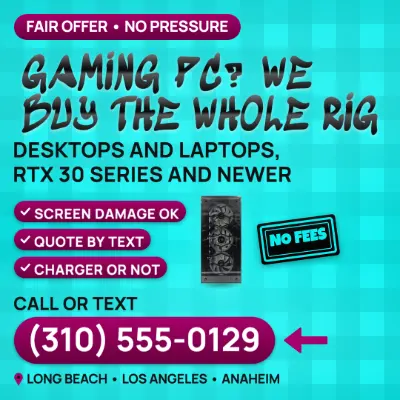 FAIR OFFER • NO PRESSURE
GAMING PC? WE
BUY THE WHOLE RIG
DESKTOPS AND LAPTOPS,
RTX 30 SERIES AND NEWER
SCREEN DAMAGE OK
QUOTE BY TEXT
CHARGER OR NOT
NO FEES
CALL OR TEXT
(310) 555-0129
LONG BEACH • LOS ANGELES • ANAHEIM